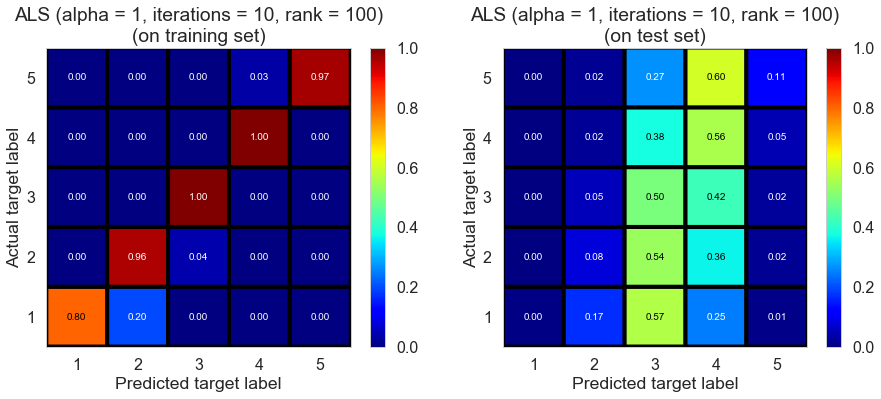 ALS (alpha = 1, iterations = 10, rank = 100)
(on training set)
Actual target label
5
0.00 0.00 0.00 0.03 0.97
4
0.00 0.00 0.00 1.00 0.00
3
0.00 0.00 1.00 0.00 0.00
2
0.00 0.96 0.04 0.00 0.00
1
0.80 0.20 0.00 0.00 0.00
1 2 3 4 5
Predicted target label
1.0
0.8
0.6
0.4
0.2
0.0
ALS (alpha = 1, iterations = 10, rank = 100)
(on test set)
Actual target label
5
0.00 0.02 0.27 0.60 0.11
4
0.00 0.02 0.38 0.56 0.05
3
0.00 0.05 0.50 0.42 0.02
2
0.00 0.08 0.54 0.36 0.02
1
0.00 0.17 0.57 0.25 0.01
1 2 3 4 5
Predicted target label
1.0
0.8
0.6
0.4
0.2
0.0